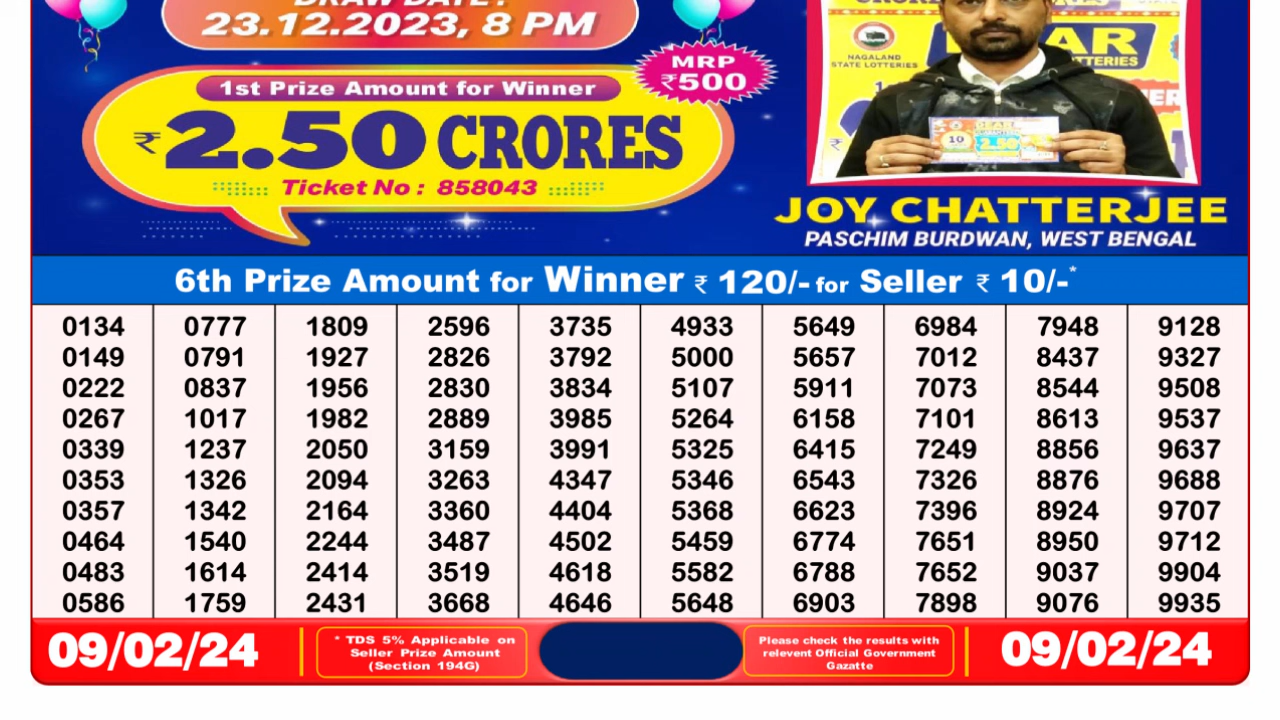 DRAW DATE :
23.12.2023, 8 PM
MRP
₹500
1st Prize Amount for Winner
₹2.50 CRORES
Ticket No : 858043
CRORE
NAGALAND
STATE LOTTERIES
EAR
TTERIES
JOY CHATTERJEE
PASCHIM BURDWAN, WEST BENGAL
6th Prize Amount for Winner ₹ 120/- for Seller ₹ 10/-*
0134 0777 1809 2596 3735 4933 5649 6984 7948 9128
0149 0791 1927 2826 3792 5000 5657 7012 8437 9327
0222 0837 1956 2830 3834 5107 5911 7073 8544 9508
0267 1017 1982 2889 3985 5264 6158 7101 8613 9537
0339 1237 2050 3159 3991 5325 6415 7249 8856 9637
0353 1326 2094 3263 4347 5346 6543 7326 8876 9688
0357 1342 2164 3360 4404 5368 6623 7396 8924 9707
0464 1540 2244 3487 4502 5459 6774 7651 8950 9712
0483 1614 2414 3519 4618 5582 6788 7652 9037 9904
0586 1759 2431 3668 4646 5648 6903 7898 9076 9935
09/02/24
* TDS 5% Applicable on
Seller Prize Amount
(Section 194G)
Please check the results with
relevent Official Government
Gazatte
09/02/24